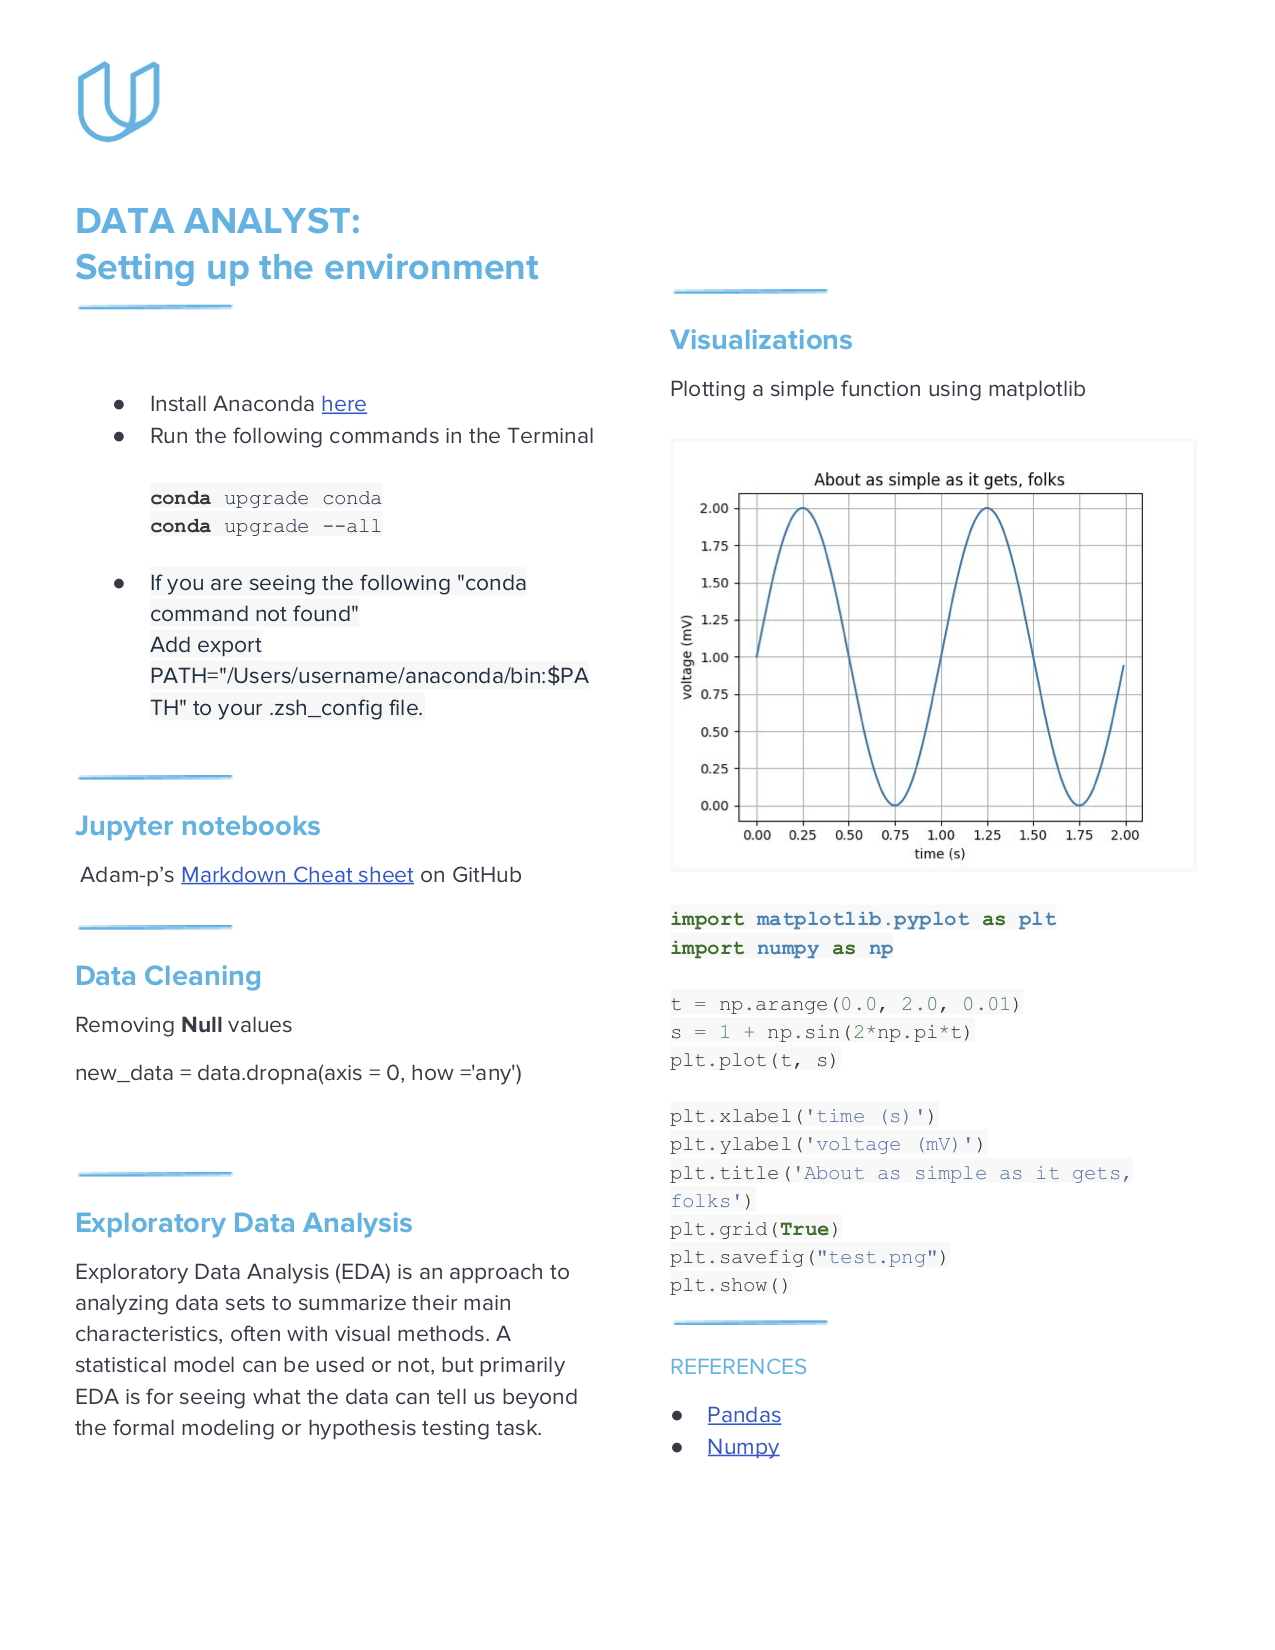 DATA ANALYST:
Setting up the environment
● Install Anaconda here
● Run the following commands in the Terminal
conda upgrade conda
conda upgrade --all
● If you are seeing the following "conda
command not found"
Add export
PATH="/Users/username/anaconda/bin:$PA
TH" to your .zsh_config file.
Jupyter notebooks
Adam-p’s Markdown Cheat sheet on GitHub
Data Cleaning
Removing Null values
new_data = data.dropna(axis = 0, how ='any')
Exploratory Data Analysis
Exploratory Data Analysis (EDA) is an approach to
analyzing data sets to summarize their main
characteristics, often with visual methods. A
statistical model can be used or not, but primarily
EDA is for seeing what the data can tell us beyond
the formal modeling or hypothesis testing task.
Visualizations
Plotting a simple function using matplotlib
About as simple as it gets, folks
2.00
1.75
1.50
1.25
1.00
0.75
0.50
0.25
0.00
voltage (mV)
0.00 0.25 0.50 0.75 1.00 1.25 1.50 1.75 2.00
time (s)
import matplotlib.pyplot as plt
import numpy as np
t = np.arange(0.0, 2.0, 0.01)
s = 1 + np.sin(2*np.pi*t)
plt.plot(t, s)
plt.xlabel('time (s)')
plt.ylabel('voltage (mV)')
plt.title('About as simple as it gets,
folks')
plt.grid(True)
plt.savefig("test.png")
plt.show()
REFERENCES
● Pandas
● Numpy